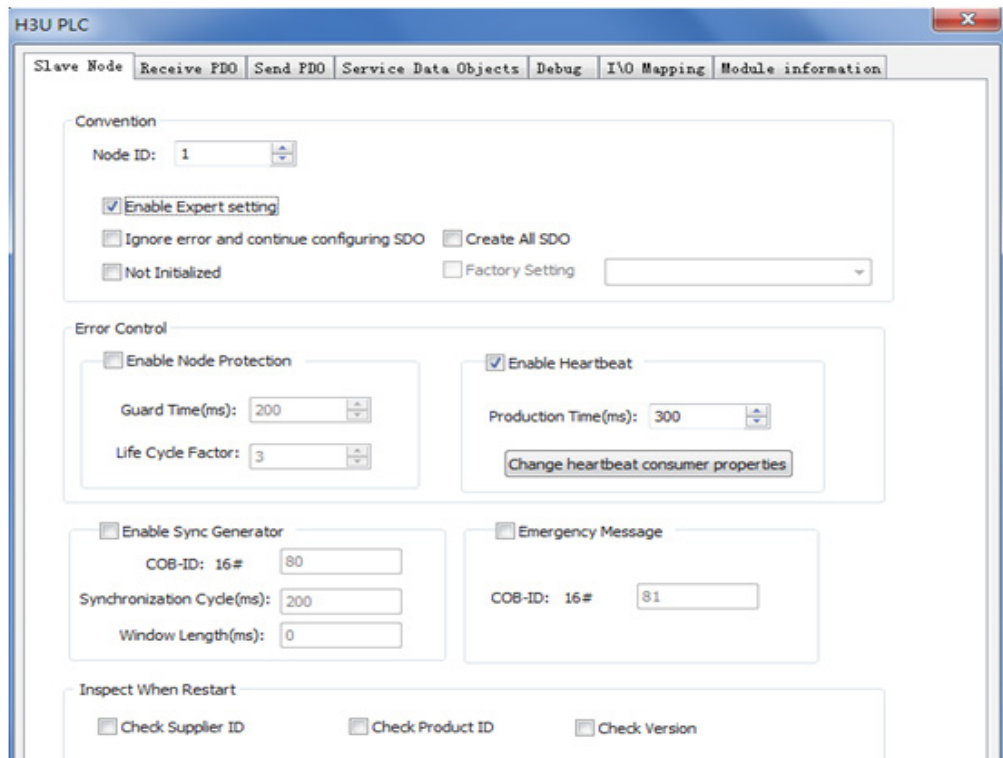 H3U PLC
Slave Node Receive PDO Send PDO Service Data Objects Debug I\O Mapping Module information
Convention
Node ID: 1
Enable Expert setting
Ignore error and continue configuring SDO Create All SDO
Not Initialized Factory Setting
Error Control
Enable Node Protection Enable Heartbeat
Guard Time(ms): 200 Production Time(ms): 300
Life Cycle Factor: 3 Change heartbeat consumer properties
Enable Sync Generator Emergency Message
COB-ID: 16# 80
Synchronization Cycle(ms): 200 COB-ID: 16# 81
Window Length(ms): 0
Inspect When Restart
Check Supplier ID Check Product ID Check Version